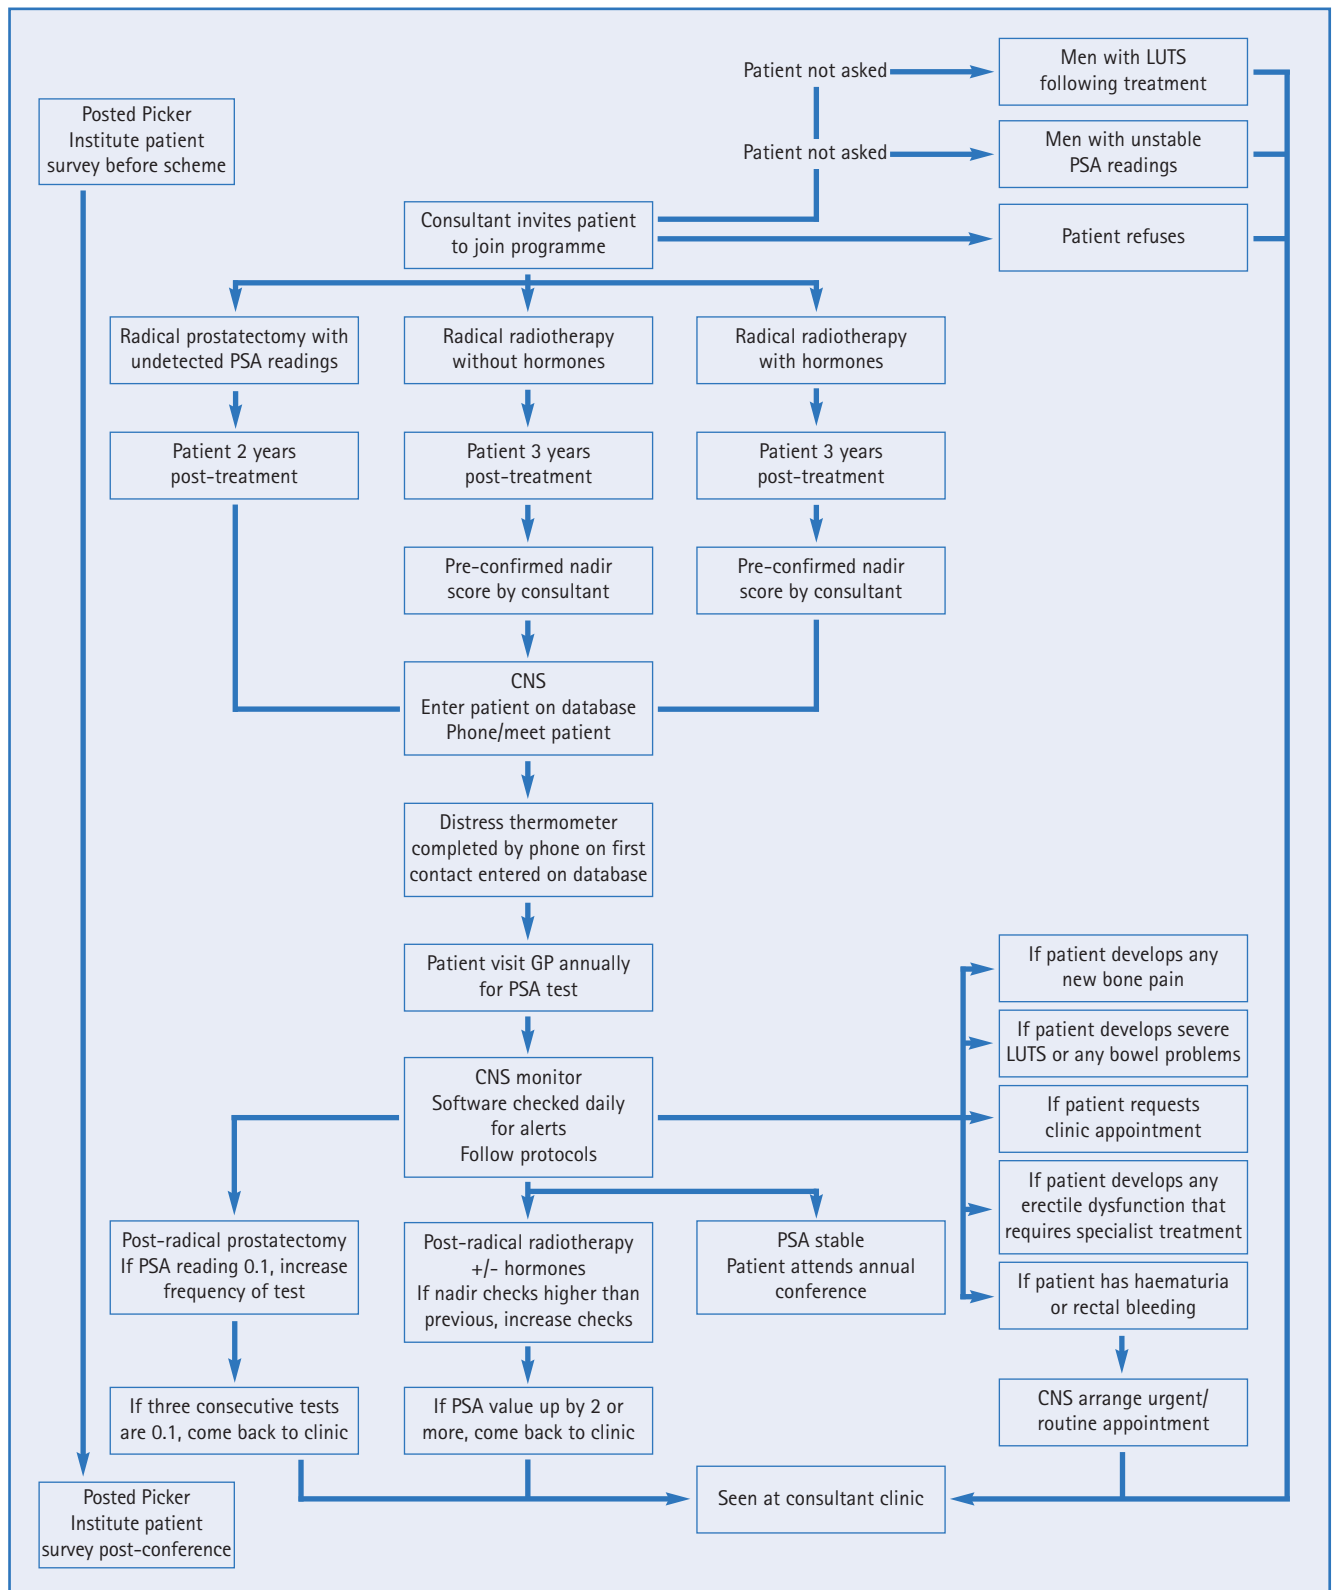 Patient not asked
Men with LUTS
following treatment
Posted Picker
Institute patient
survey before scheme
Patient not asked
Men with unstable
PSA readings
Consultant invites patient
to join programme
Patient refuses
Radical prostatectomy with
undetected PSA readings
Radical radiotherapy
without hormones
Radical radiotherapy
with hormones
Patient 2 years
post-treatment
Patient 3 years
post-treatment
Patient 3 years
post-treatment
Pre-confirmed nadir
score by consultant
Pre-confirmed nadir
score by consultant
CNS
Enter patient on database
Phone/meet patient
Distress thermometer
completed by phone on first
contact entered on database
Patient visit GP annually
for PSA test
If patient develops any
new bone pain
If patient develops severe
LUTS or any bowel problems
CNS monitor
Software checked daily
for alerts
Follow protocols
If patient requests
clinic appointment
If patient develops any
erectile dysfunction that
requires specialist treatment
Post-radical prostatectomy
If PSA reading 0.1, increase
frequency of test
Post-radical radiotherapy
+/- hormones
If nadir checks higher than
previous, increase checks
PSA stable
Patient attends annual
conference
If patient has haematuria
or rectal bleeding
If three consecutive tests
are 0.1, come back to clinic
If PSA value up by 2 or
more, come back to clinic
CNS arrange urgent/
routine appointment
Posted Picker
Institute patient
survey post-conference
Seen at consultant clinic